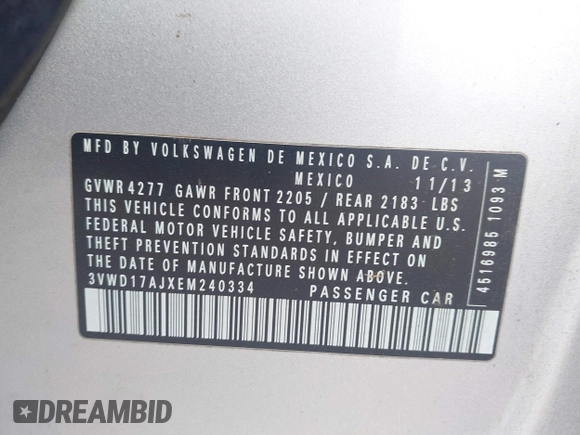 MFD BY VOLKSWAGEN DE MEXICO S.A. DE C.V.
MEXICO 11/13
GVWR 4277 GAWR FRONT 2205 / REAR 2183 LBS
THIS VEHICLE CONFORMS TO ALL APPLICABLE U.S.
FEDERAL MOTOR VEHICLE SAFETY, BUMPER AND
THEFT PREVENTION STANDARDS IN EFFECT ON
THE DATE OF MANUFACTURE SHOWN ABOVE.
3VWD17AJXEM240334 PASSENGER CAR
4516985 1093 M
DREAMBID